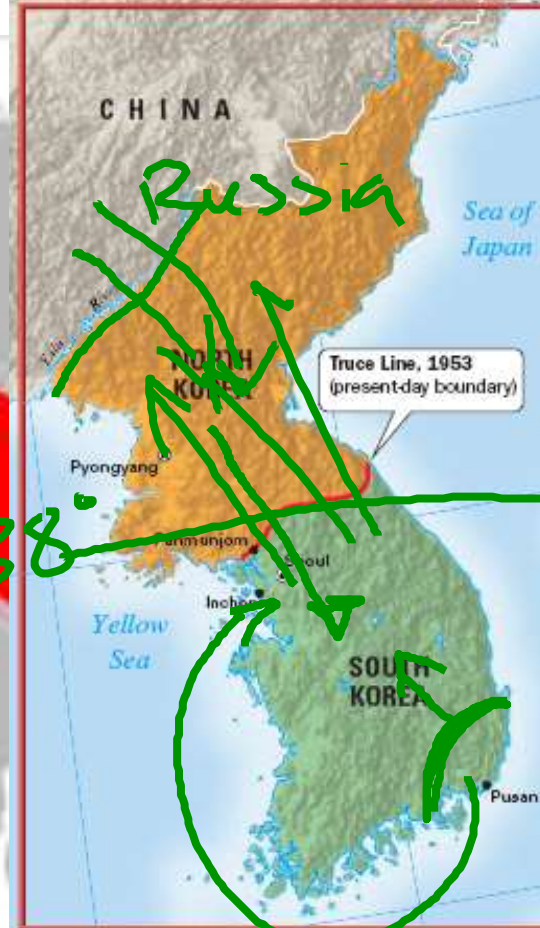 CHINA
Russia
Sea of
Japan
NORTH
KOREA
Truce Line, 1953
(present-day boundary)
Pyongyang
38°
Panmunjom
Seoul
Inchon
Yellow
Sea
SOUTH
KOREA
Pusan